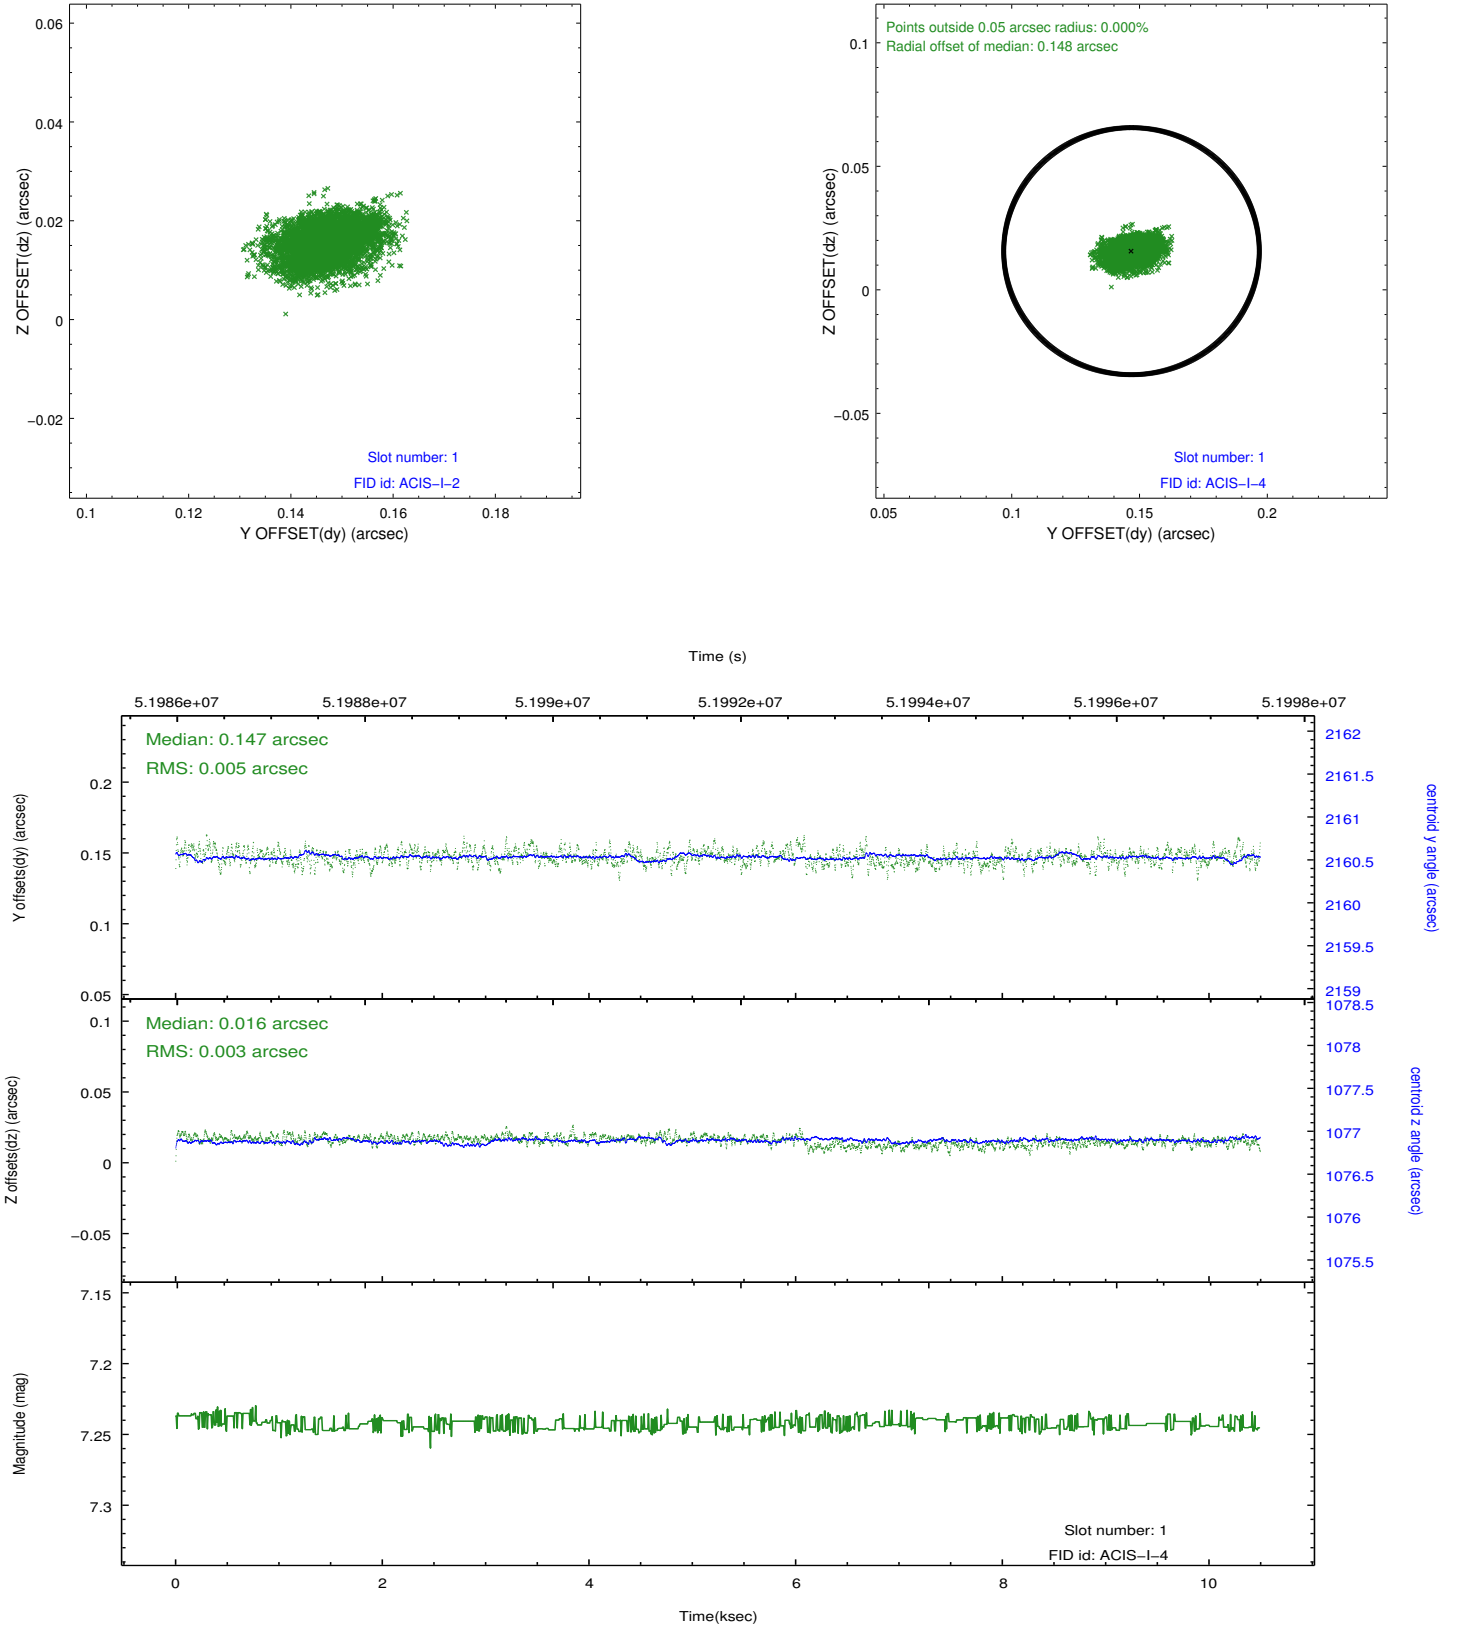 0.06
0.04
0.02
0
−0.02
Z OFFSET(dz) (arcsec)
Slot number: 1
FID id: ACIS−I−2
0.1 0.12 0.14 0.16 0.18
Y OFFSET(dy) (arcsec)
Points outside 0.05 arcsec radius: 0.000%
Radial offset of median: 0.148 arcsec
0.1
0.05
0
−0.05
Z OFFSET(dz) (arcsec)
Slot number: 1
FID id: ACIS−I−4
0.05 0.1 0.15 0.2
Y OFFSET(dy) (arcsec)
Time (s)
5.1986e+07 5.1988e+07 5.199e+07 5.1992e+07 5.1994e+07 5.1996e+07 5.1998e+07
Median: 0.147 arcsec
RMS: 0.005 arcsec
0.2
0.15
0.1
0.05
Y offsets(dy) (arcsec)
2162
2161.5
2161
2160.5
2160
2159.5
2159
centroid y angle (arcsec)
Median: 0.016 arcsec
RMS: 0.003 arcsec
0.1
0.05
0
−0.05
Z offsets(dz) (arcsec)
1078.5
1078
1077.5
1077
1076.5
1076
1075.5
centroid z angle (arcsec)
7.15
7.2
7.25
7.3
Magnitude (mag)
Slot number: 1
FID id: ACIS−I−4
0 2 4 6 8 10
Time(ksec)